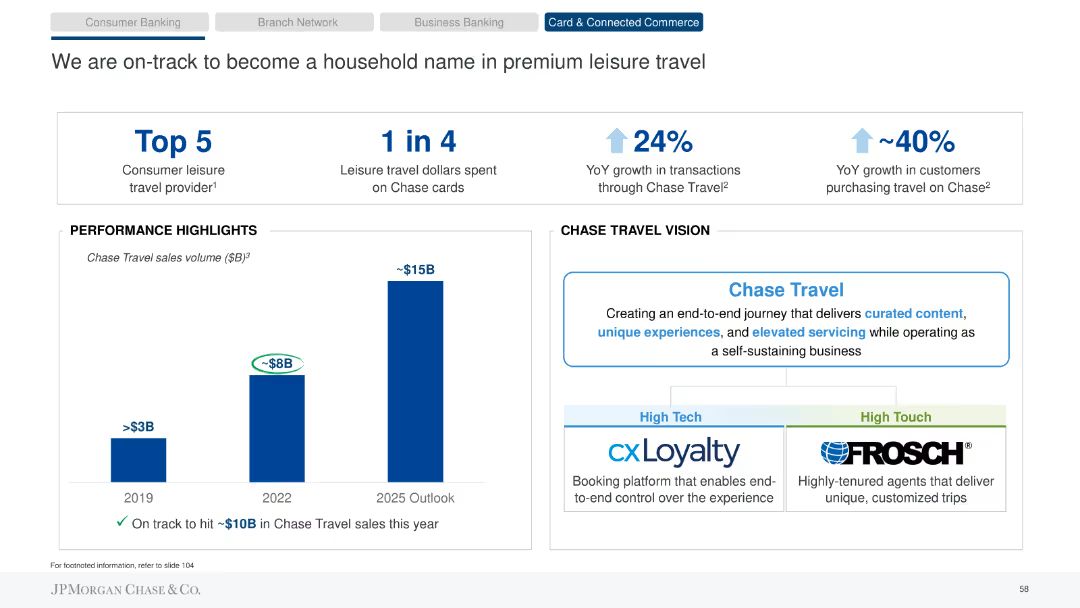 Consumer Banking
Branch Network
Business Banking
Card & Connected Commerce
We are on-track to become a household name in premium leisure travel
Top 5
Consumer leisure
travel provider¹
1 in 4
Leisure travel dollars spent
on Chase cards
24%
YoY growth in transactions
through Chase Travel²
~40%
YoY growth in customers
purchasing travel on Chase²
PERFORMANCE HIGHLIGHTS
Chase Travel sales volume ($B)³
>$3B
~$8B
~$15B
2019
2022
2025 Outlook
✓ On track to hit ~$10B in Chase Travel sales this year
CHASE TRAVEL VISION
Chase Travel
Creating an end-to-end journey that delivers curated content,
unique experiences, and elevated servicing while operating as
a self-sustaining business
High Tech
cxLoyalty
Booking platform that enables end-
to-end control over the experience
High Touch
FROSCH®
Highly-tenured agents that deliver
unique, customized trips
For footnoted information, refer to slide 104
JPMORGAN CHASE & CO.
58